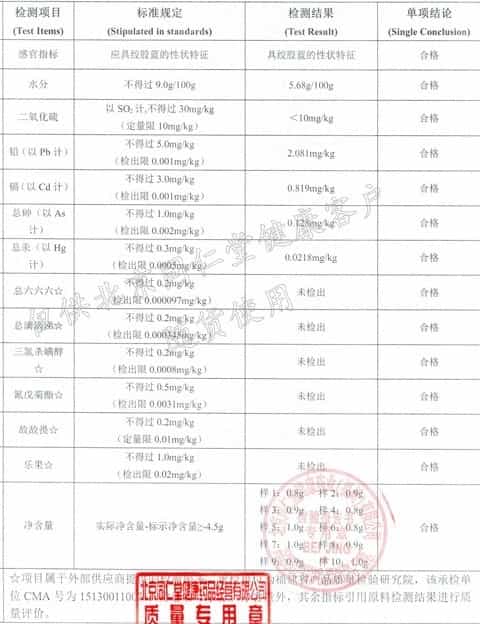 检测项目 标准规定 检测结果 单项结论
(Test Items) (Stipulated in standards) (Test Result) (Single Conclusion)
感官指标 应具绞股蓝的性状特征 具绞股蓝的性状特征 合格
水分 不得过 9.0g/100g 5.68g/100g 合格
二氧化硫 以 SO₂ 计,不得过 30mg/kg
(定量限 10mg/kg) <10mg/kg 合格
铅（以 Pb 计） 不得过 5.0mg/kg
(检出限 0.001mg/kg) 2.081mg/kg 合格
镉（以 Cd 计） 不得过 3.0mg/kg
(检出限 0.001mg/kg) 0.819mg/kg 合格
总砷（以 As
计） 不得过 1.0mg/kg
(检出限 0.002mg/kg) 0.128mg/kg 合格
总汞（以 Hg
计） 不得过 0.3mg/kg
(检出限 0.0005mg/kg) 0.0218mg/kg 合格
总六六六☆ 不得过 0.2mg/kg
(检出限 0.000097mg/kg) 未检出 合格
总滴滴涕☆ 不得过 0.2mg/kg
(检出限 0.000348mg/kg) 未检出 合格
三氯杀螨醇
☆ 不得过 0.2mg/kg
(检出限 0.0008mg/kg) 未检出 合格
氰戊菊酯☆ 不得过 0.5mg/kg
(检出限 0.0031mg/kg) 未检出 合格
敌敌畏☆ 不得过 0.2mg/kg
(定量限 0.01mg/kg) 未检出 合格
乐果☆ 不得过 1.0mg/kg
(检出限 0.02mg/kg) 未检出 合格
净含量 实际净含量-标示净含量≥-4.5g 合格
样 1：0.8g 样 2：0.9g
样 3：0.9g 样 4：0.8g
样 5：1.0g 样 6：0.8g
样 7：1.0g 样 8：0.9g
样 9：0.9g 样 10：1.0g
仅供北京同仁堂健康客户
验货使用
☆项目属于外部供应商提 福建省产品质量检验研究院，该承检单
位 CMA 号为 1513001100 外，其余指标引用原料检测结果进行质
量评价。
北京同仁堂健康药品经营有限公司
质量专用章
BEIJING